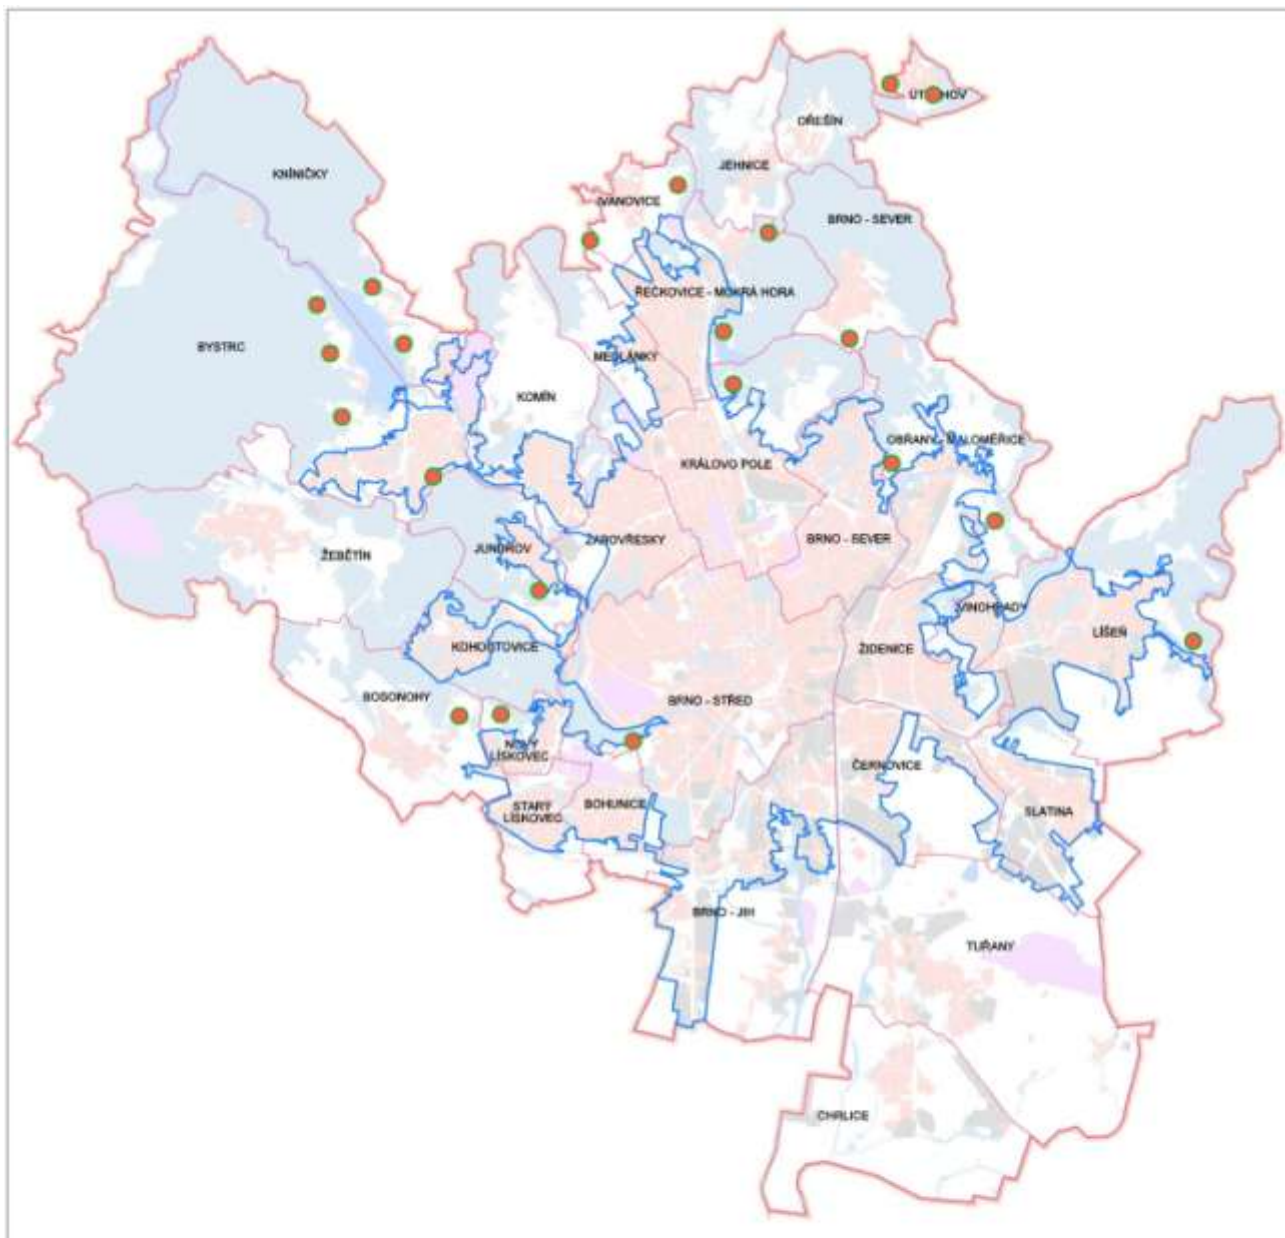 ÚTĚCHOV
OŘEŠÍN
JEHNICE
KNÍNIČKY
IVANOVICE
BRNO - SEVER
ŘEČKOVICE - MOKRÁ HORA
BYSTRC
MEDLÁNKY
KOMÍN
OBŘANY - MALOMĚŘICE
KRÁLOVO POLE
ŽABOVŘESKY
BRNO - SEVER
JUNDROV
ŽEBĚTÍN
VINOHRADY
LÍŠEŇ
KOHOUTOVICE
ŽIDENICE
BOSONOHY
BRNO - STŘED
NOVÝ
LÍSKOVEC
ČERNOVICE
STARÝ
LÍSKOVEC
BOHUNICE
SLATINA
BRNO - JIH
TUŘANY
CHRLICE